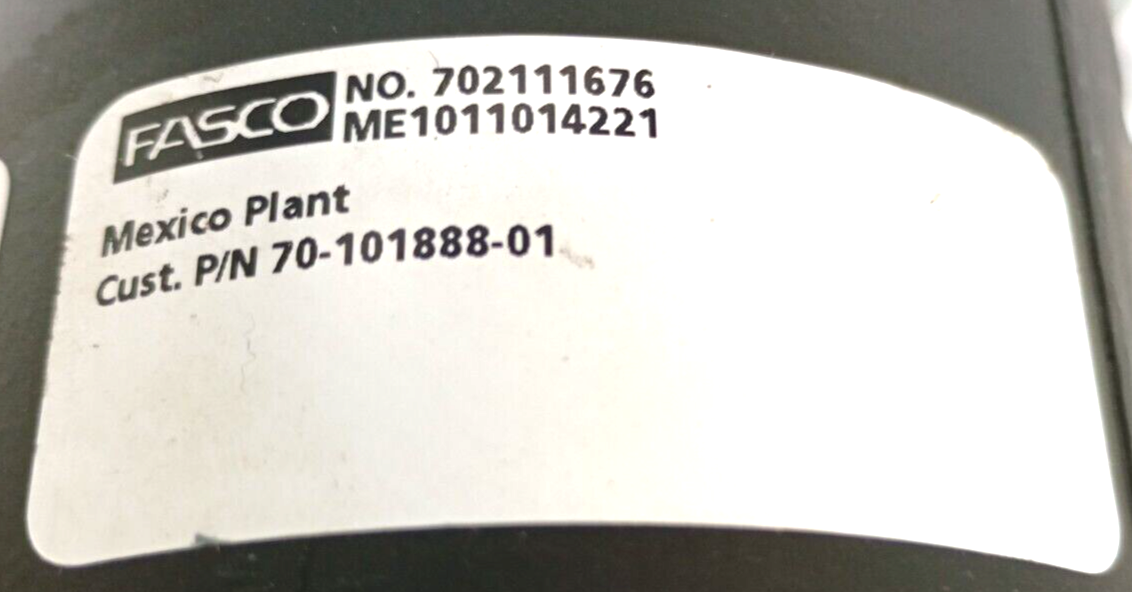 FASCO NO. 702111676
ME1011014221
Mexico Plant
Cust. P/N 70-101888-01